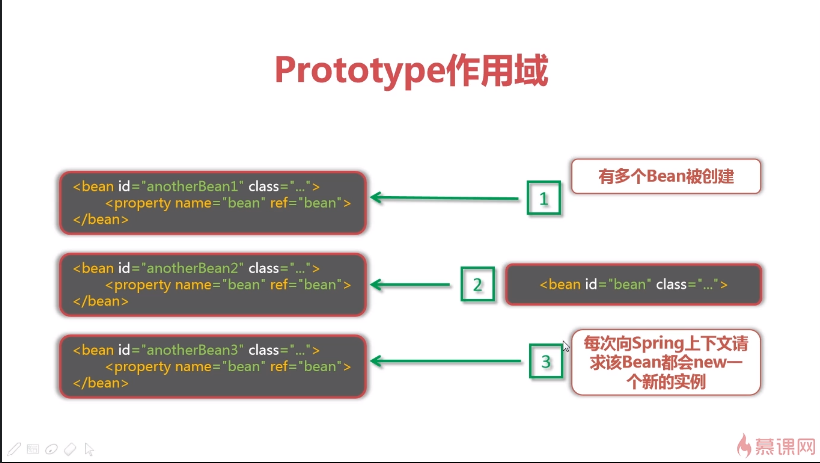 Prototype作用域
<bean id="anotherBean1" class="...">
<property name="bean" ref="bean">
</bean>
1
有多个Bean被创建
<bean id="anotherBean2" class="...">
<property name="bean" ref="bean">
</bean>
2
<bean id="bean" class="...">
<bean id="anotherBean3" class="...">
<property name="bean" ref="bean">
</bean>
3
每次向Spring上下文请
求该Bean都会new一
个新的实例
慕课网